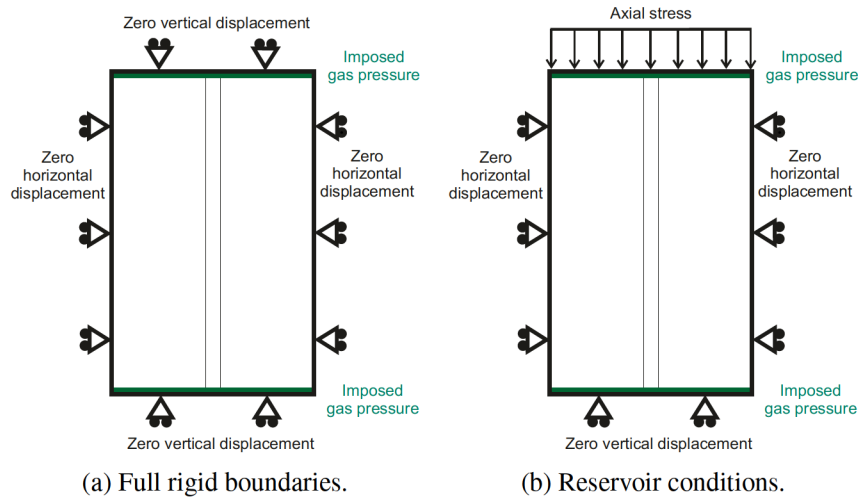 Zero vertical displacement
Imposed
gas pressure
Zero
horizontal
displacement
Zero
horizontal
displacement
Imposed
gas pressure
Zero vertical displacement
(a) Full rigid boundaries.
Axial stress
Imposed
gas pressure
Zero
horizontal
displacement
Zero
horizontal
displacement
Imposed
gas pressure
Zero vertical displacement
(b) Reservoir conditions.